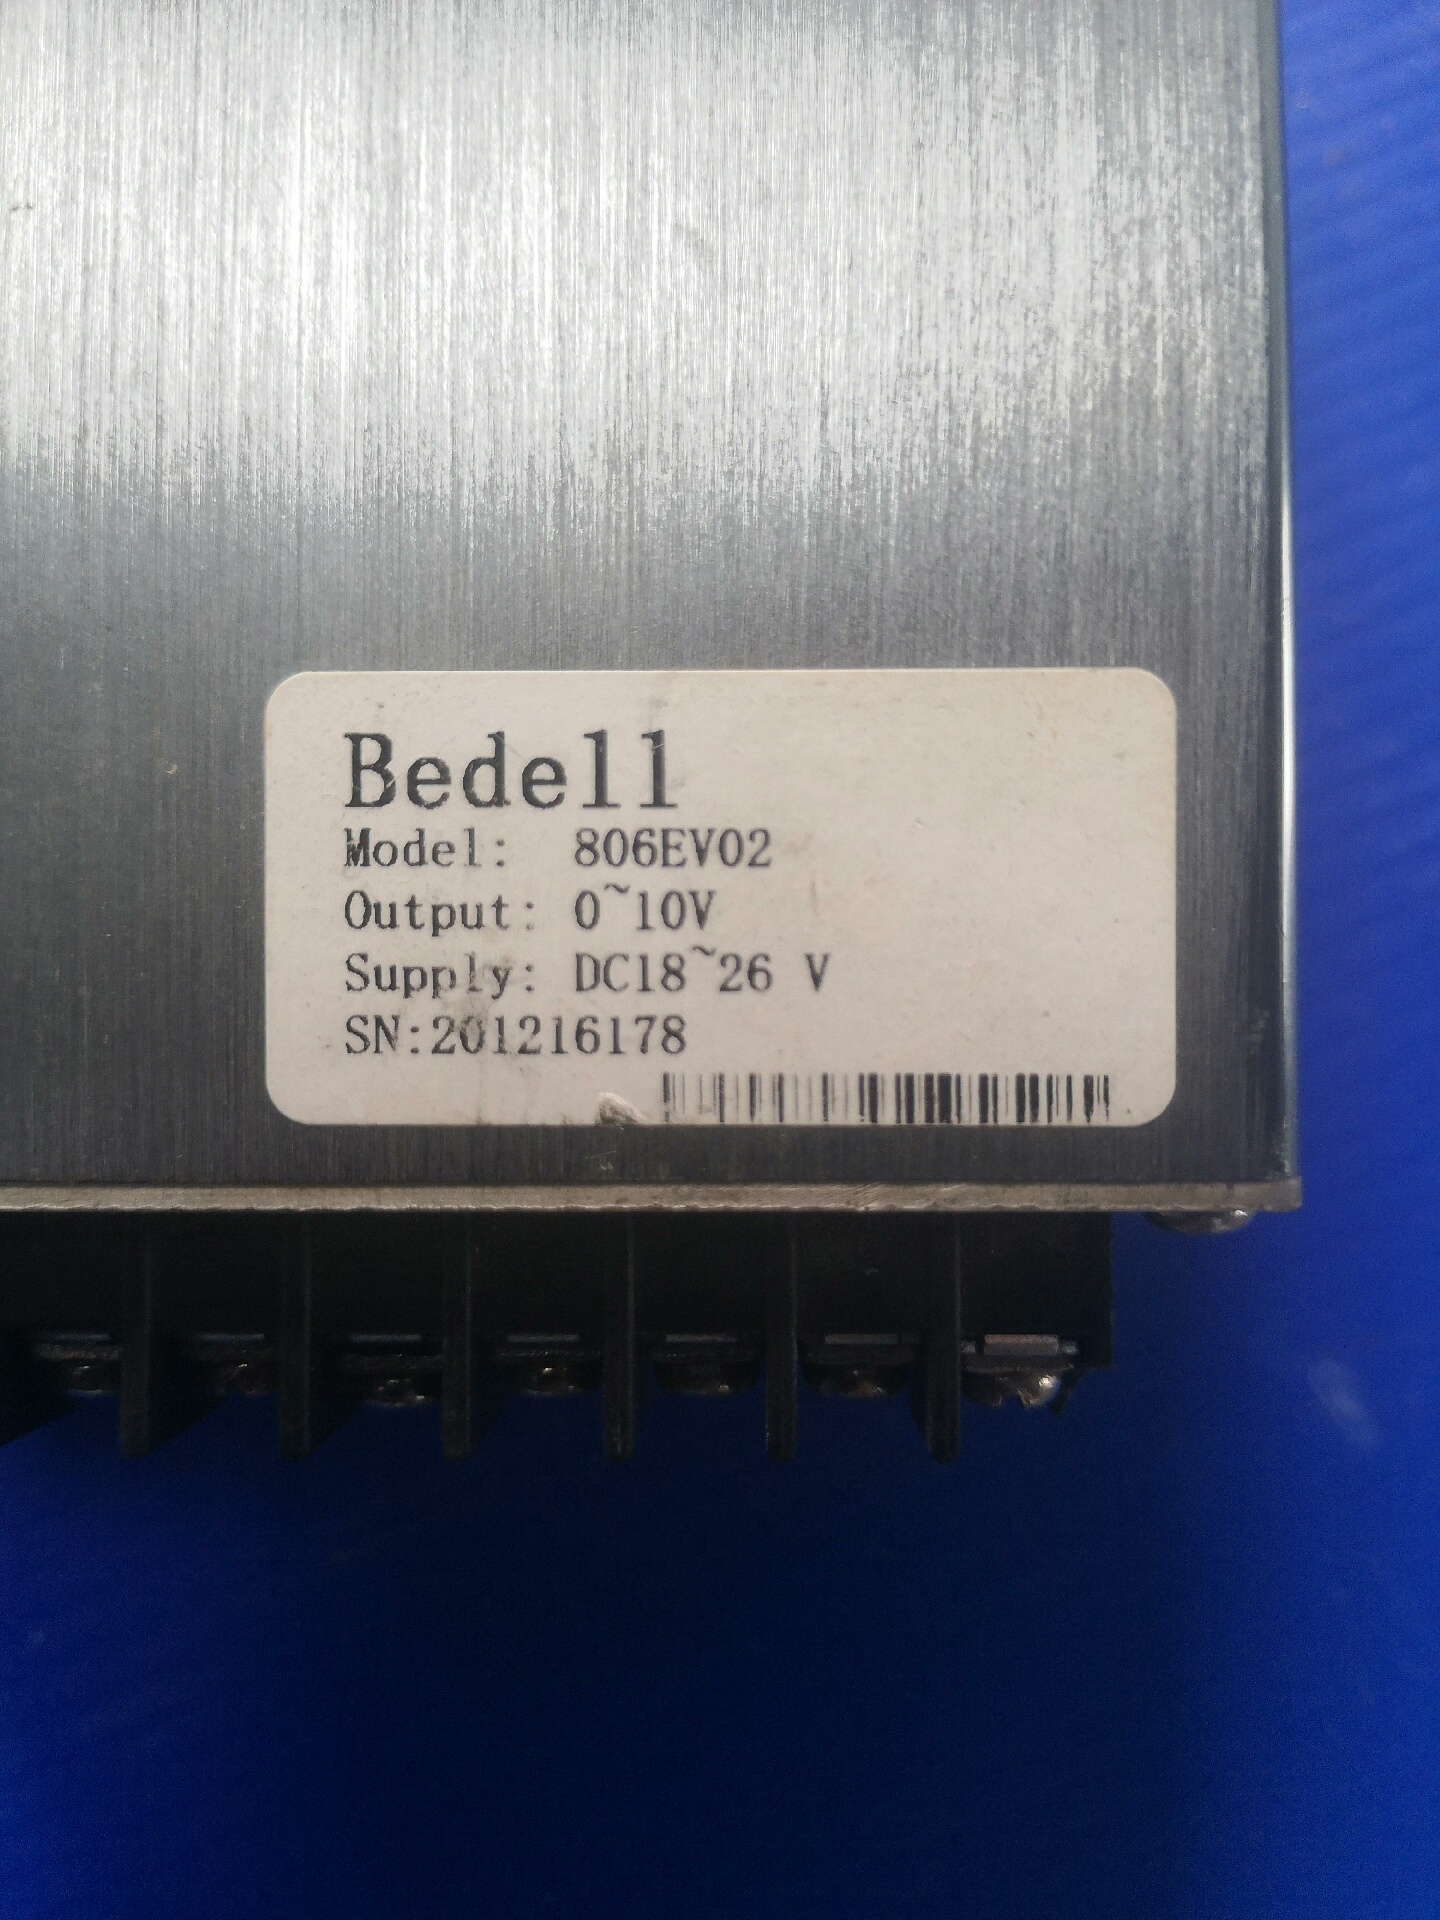 Bedell
Model: 806EV02
Output: 0~10V
Supply: DC18~26 V
SN:201216178